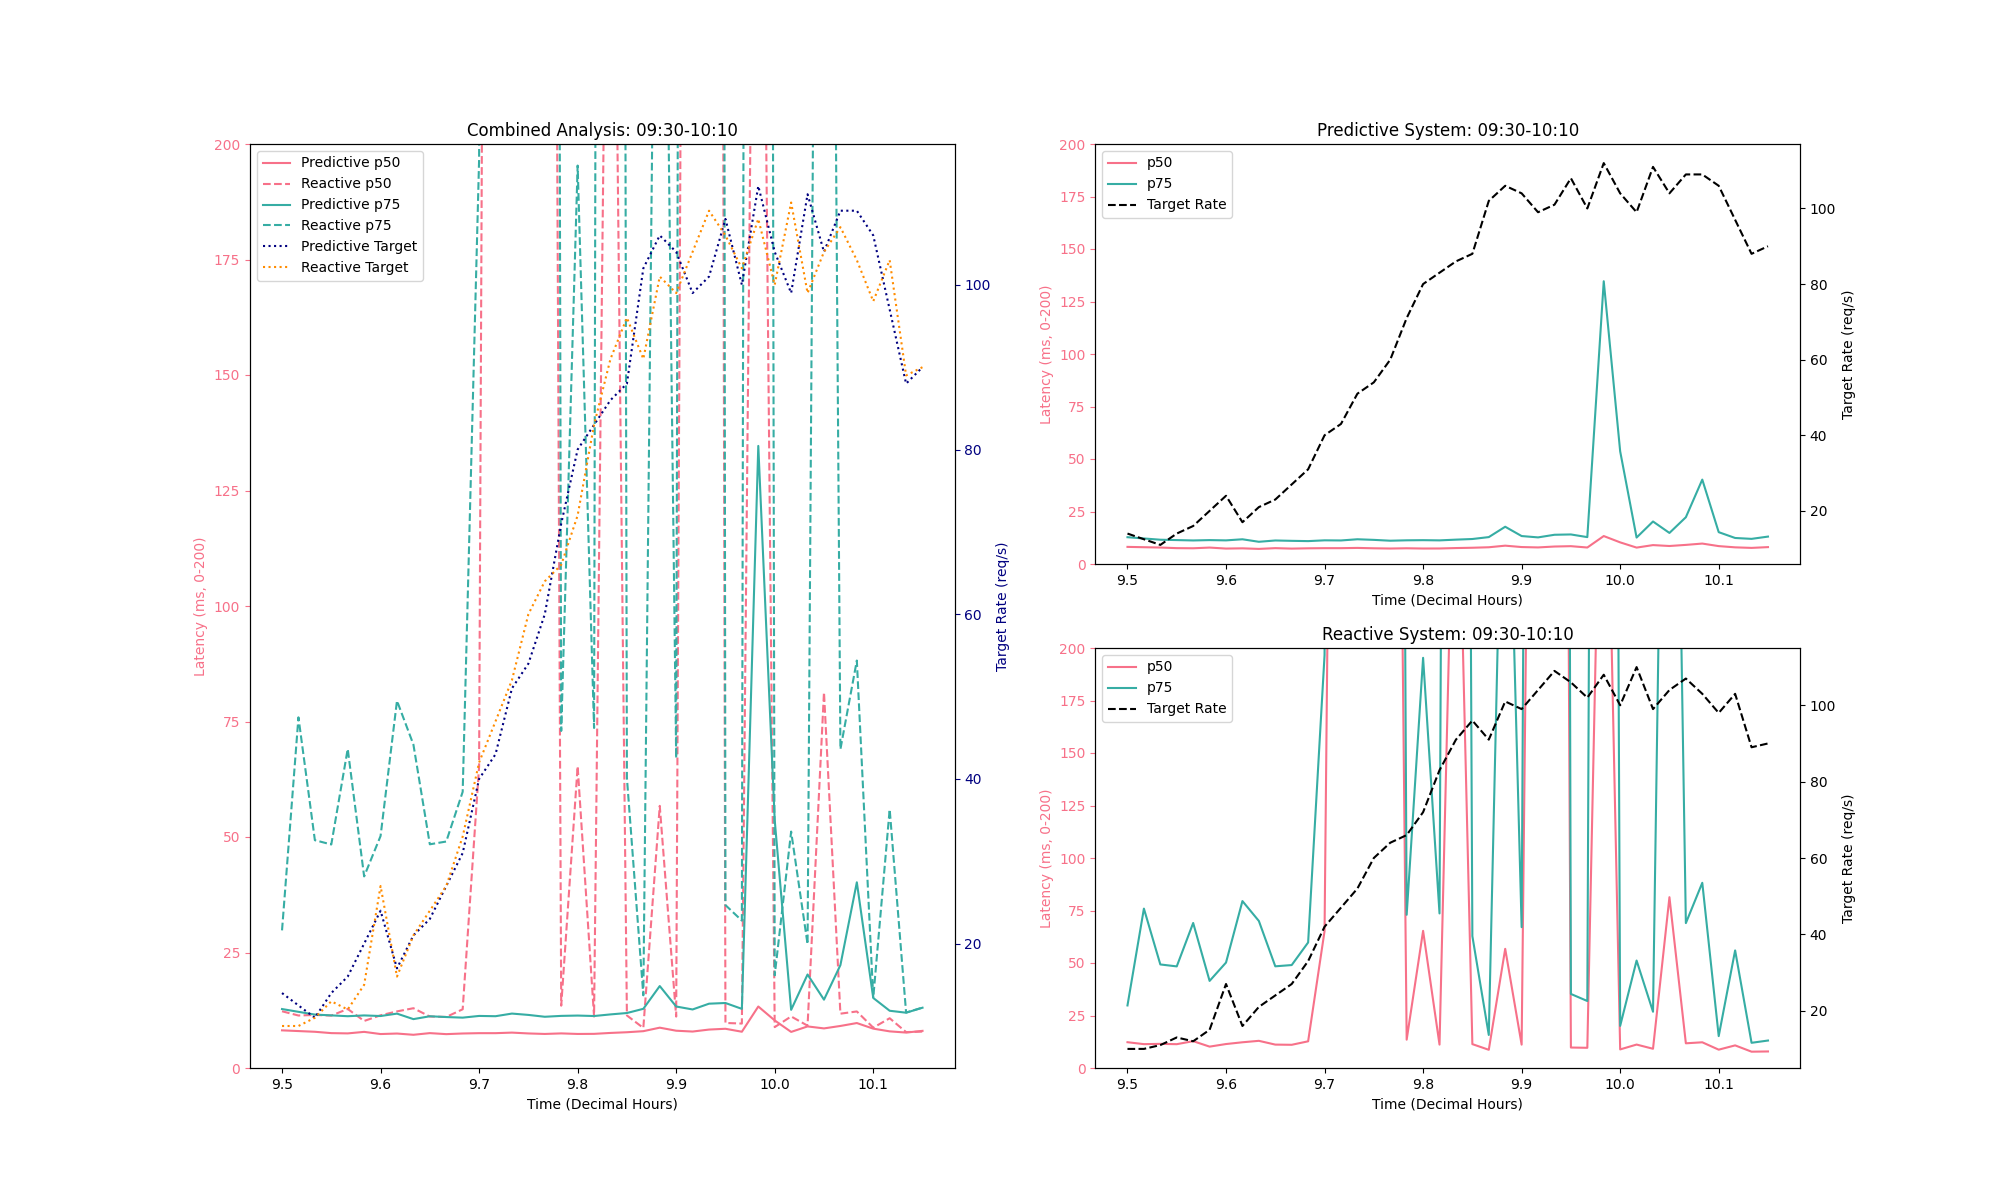 Combined Analysis: 09:30-10:10
Predictive p50
Reactive p50
Predictive p75
Reactive p75
Predictive Target
Reactive Target
200
175
150
125
100
75
50
25
0
Latency (ms, 0-200)
100
80
60
40
20
Target Rate (req/s)
9.5 9.6 9.7 9.8 9.9 10.0 10.1
Time (Decimal Hours)
Predictive System: 09:30-10:10
p50
p75
Target Rate
200
175
150
125
100
75
50
25
0
Latency (ms, 0-200)
100
80
60
40
20
Target Rate (req/s)
9.5 9.6 9.7 9.8 9.9 10.0 10.1
Time (Decimal Hours)
Reactive System: 09:30-10:10
p50
p75
Target Rate
200
175
150
125
100
75
50
25
0
Latency (ms, 0-200)
100
80
60
40
20
Target Rate (req/s)
9.5 9.6 9.7 9.8 9.9 10.0 10.1
Time (Decimal Hours)